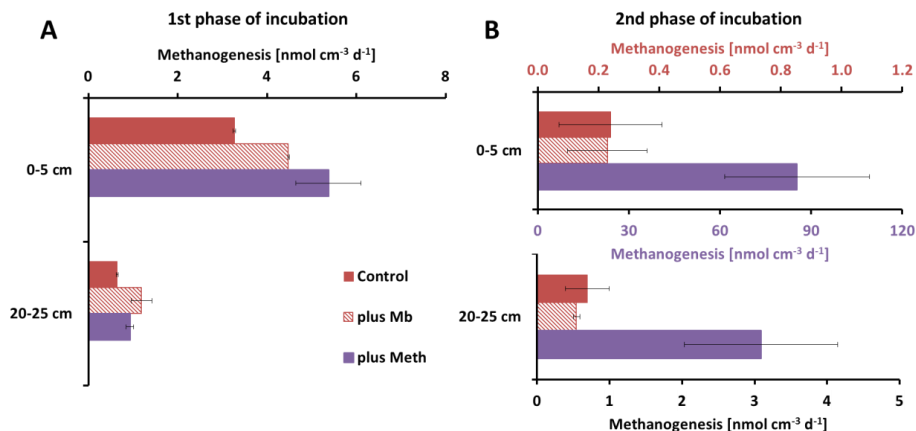 A
1st phase of incubation
Methanogenesis [nmol cm⁻³ d⁻¹]
0 2 4 6 8
0-5 cm
20-25 cm
Control
plus Mb
plus Meth
B
2nd phase of incubation
Methanogenesis [nmol cm⁻³ d⁻¹]
0.0 0.2 0.4 0.6 0.8 1.0 1.2
0-5 cm
0 30 60 90 120
Methanogenesis [nmol cm⁻³ d⁻¹]
20-25 cm
0 1 2 3 4 5
Methanogenesis [nmol cm⁻³ d⁻¹]